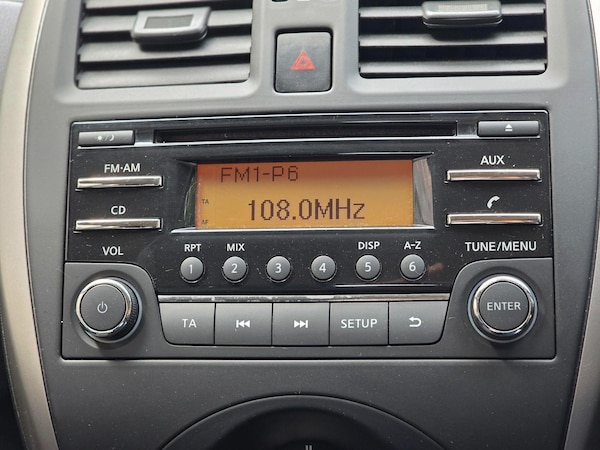 FM·AM
CD
VOL
FM1-P6
TA
AF
108.0MHz
AUX
TUNE/MENU
RPT
MIX
DISP
A-Z
1
2
3
4
5
6
TA
SETUP
ENTER